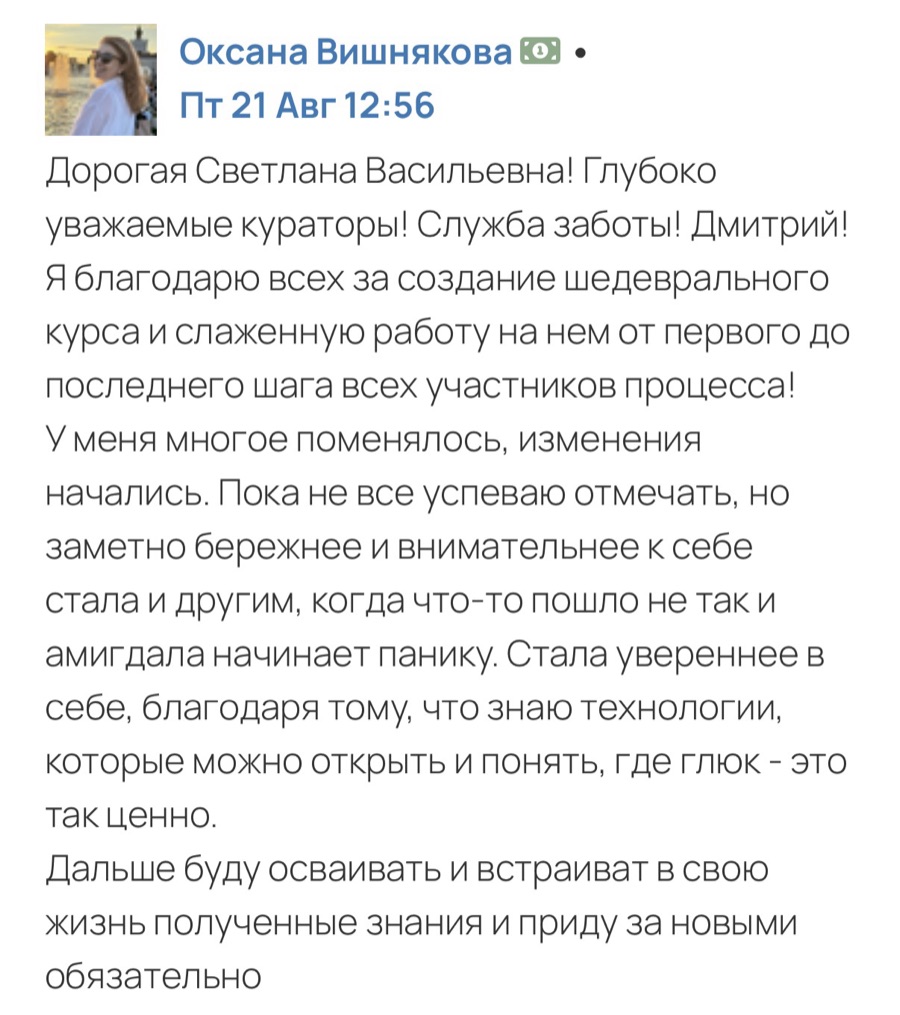 Оксана Вишнякова 💵 •
Пт 21 Авг 12:56
Дорогая Светлана Васильевна! Глубоко
уважаемые кураторы! Служба заботы! Дмитрий!
Я благодарю всех за создание шедеврального
курса и слаженную работу на нем от первого до
последнего шага всех участников процесса!
У меня многое поменялось, изменения
начались. Пока не все успеваю отмечать, но
заметно бережнее и внимательнее к себе
стала и другим, когда что-то пошло не так и
амигдала начинает панику. Стала увереннее в
себе, благодаря тому, что знаю технологии,
которые можно открыть и понять, где глюк - это
так ценно.
Дальше буду осваивать и встраиват в свою
жизнь полученные знания и приду за новыми
обязательно